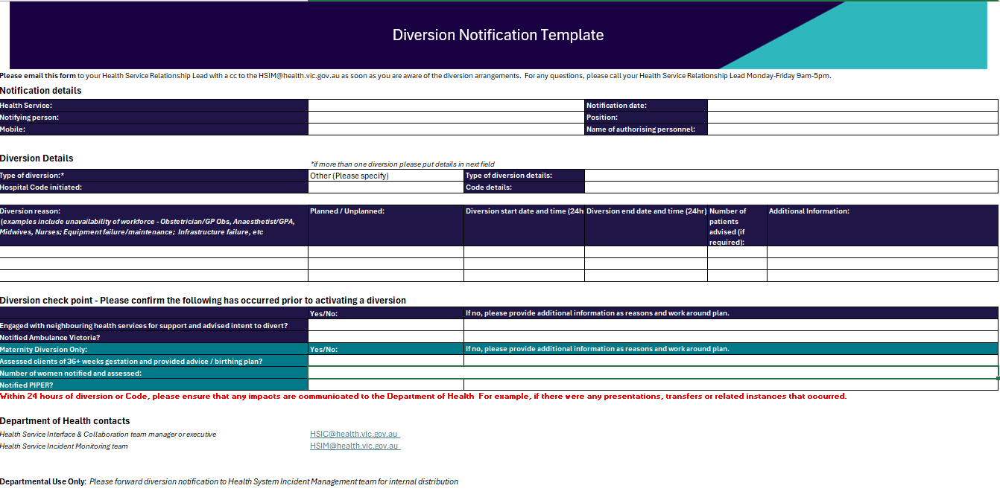 Diversion Notification Template
Please email this form to your Health Service Relationship Lead with a cc to the HSIM@health.vic.gov.au as soon as you are aware of the diversion arrangements.  For any questions, please call your Health Service Relationship Lead Monday-Friday 9am-5pm.
Notification details
Health Service: Notification date:
Notifying person: Position:
Mobile: Name of authorising personnel:
Diversion Details
*if more than one diversion please put details in next field
Type of diversion:* Other (Please specify) Type of diversion details:
Hospital Code initiated: Code details:
Diversion reason:
(examples include unavailability of workforce - Obstetrician/GP Obs, Anaesthetist/GPA,
Midwives, Nurses; Equipment failure/maintenance;  Infrastructure failure, etc
Planned / Unplanned:
Diversion start date and time (24h
Diversion end date and time (24hr)
Number of
patients
advised (if
required):
Additional Information:
Diversion check point - Please confirm the following has occurred prior to activating a diversion
Yes/No: If no, please provide additional information as reasons and work around plan.
Engaged with neighbouring health services for support and advised intent to divert?
Notified Ambulance Victoria?
Maternity Diversion Only: Yes/No: If no, please provide additional information as reasons and work around plan.
Assessed clients of 36+ weeks gestation and provided advice / birthing plan?
Number of women notified and assessed:
Notified PIPER?
Within 24 hours of diversion or Code, please ensure that any impacts are communicated to the Department of Health  For example, if there were any presentations, transfers or related instances that occurred.
Department of Health contacts
Health Service Interface & Collaboration team manager or executive HSIC@health.vic.gov.au
Health Service Incident Monitoring team HSIM@health.vic.gov.au
Departmental Use Only: Please forward diversion notification to Health System Incident Management team for internal distribution